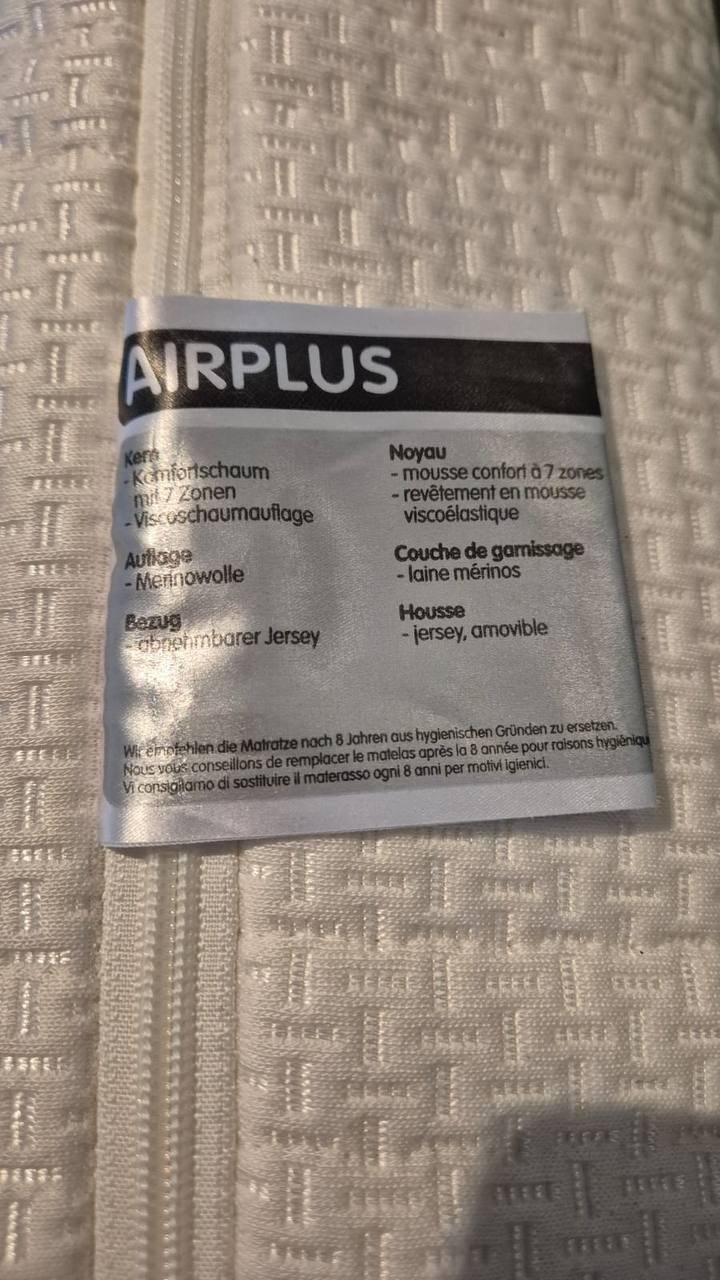 AIRPLUS
Kern
- Komfortschaum
mit 7 Zonen
- Viscoschaumauflage
Auflage
- Merinowolle
Bezug
- abnehmbarer Jersey
Noyau
- mousse confort à 7 zones
- revêtement en mousse
viscoélastique
Couche de garnissage
- laine mérinos
Housse
- jersey, amovible
Wir empfehlen die Matratze nach 8 Jahren aus hygienischen Gründen zu ersetzen.
Nous vous conseillons de remplacer le matelas après la 8 année pour raisons hygiéniqu
Vi consigliamo di sostituire il materasso ogni 8 anni per motivi igienici.